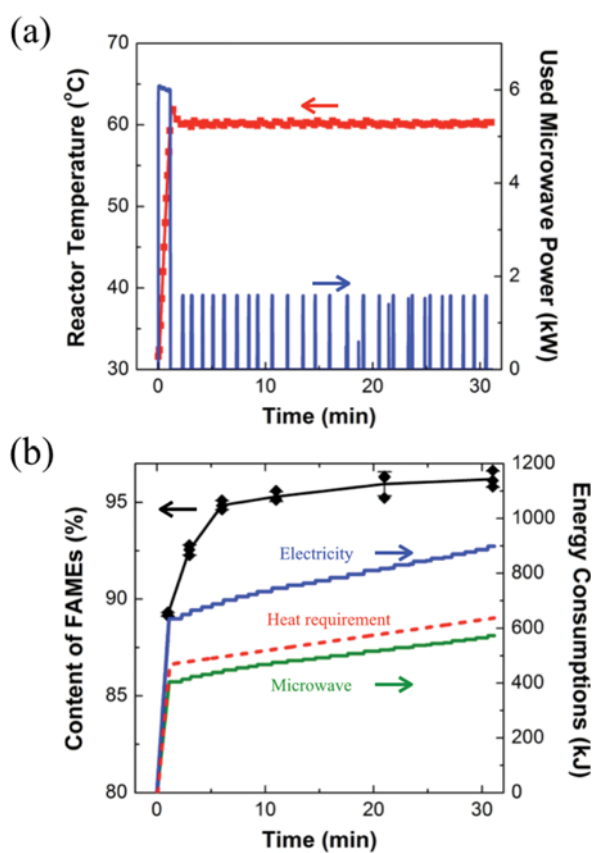 (a)
70
60
50
40
30
Reactor Temperature (°C)
6
4
2
0
Used Microwave Power (kW)
0
10
20
30
Time (min)
(b)
95
90
85
80
Content of FAMEs (%)
1200
1000
800
600
400
200
0
Energy Consumptions (kJ)
Electricity
Heat requirement
Microwave
0
10
20
30
Time (min)